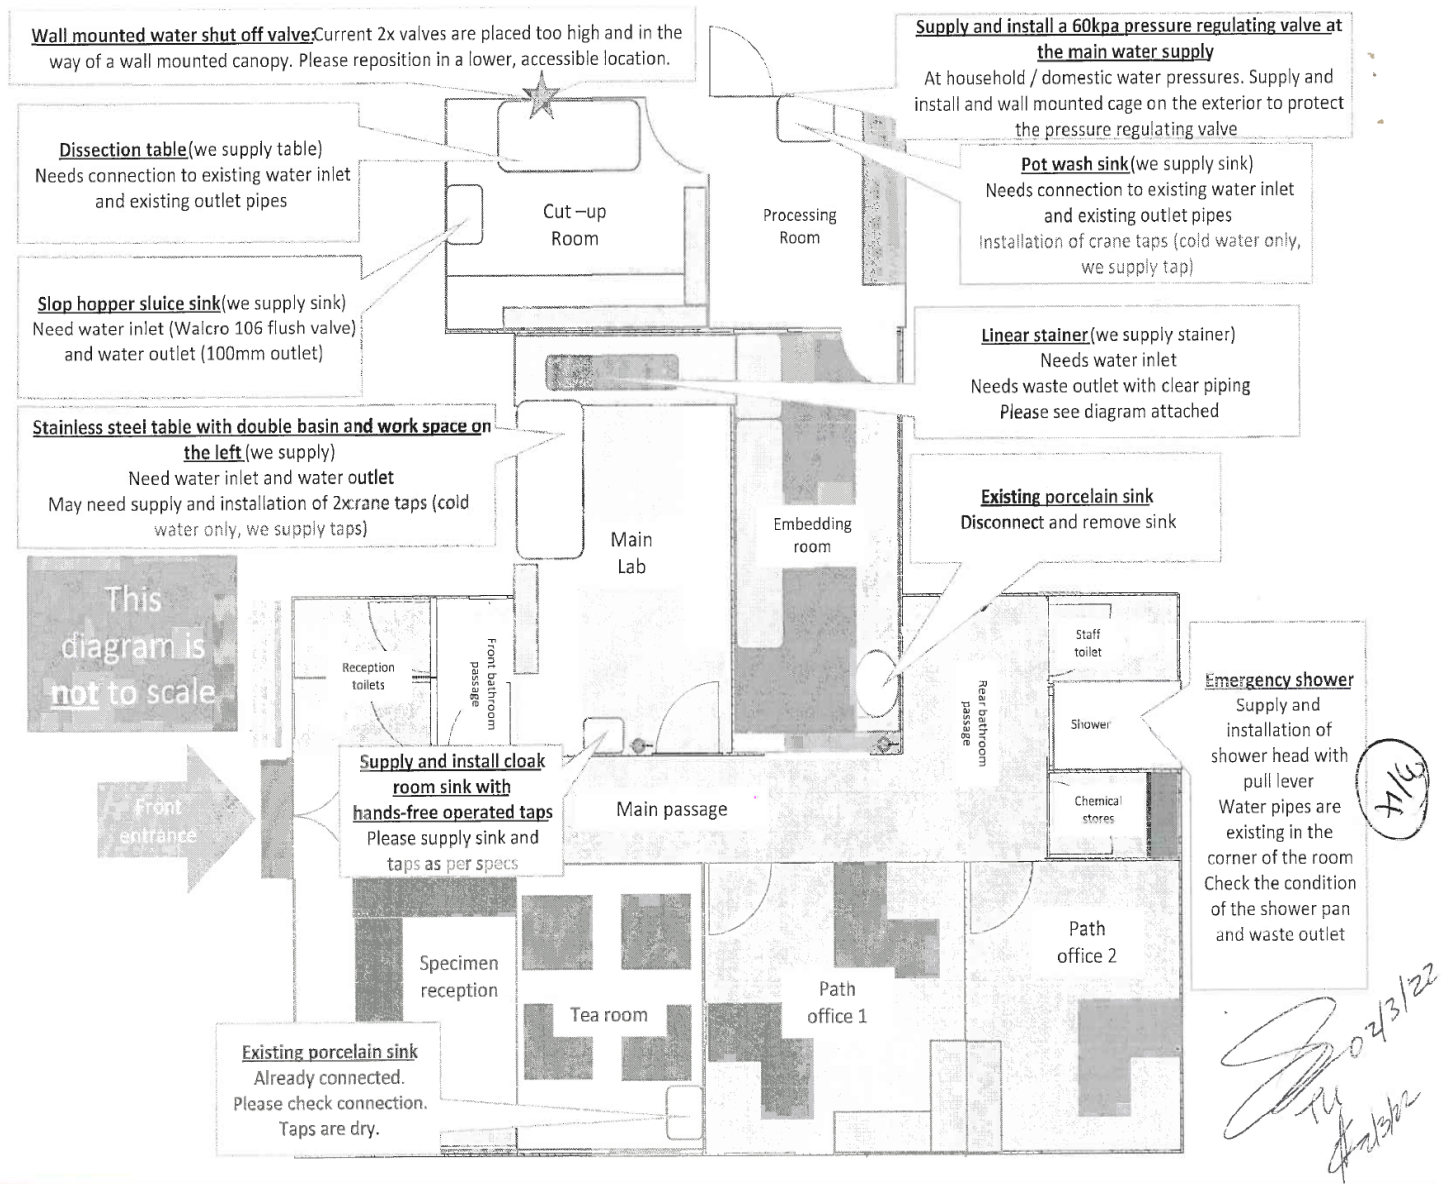 Wall mounted water shut off valve:Current 2x valves are placed too high and in the
way of a wall mounted canopy. Please reposition in a lower, accessible location.
Supply and install a 60kpa pressure regulating valve at
the main water supply
At household / domestic water pressures. Supply and
install and wall mounted cage on the exterior to protect
the pressure regulating valve
Dissection table(we supply table)
Needs connection to existing water inlet
and existing outlet pipes
Pot wash sink(we supply sink)
Needs connection to existing water inlet
and existing outlet pipes
Installation of crane taps (cold water only,
we supply tap)
Cut –up
Room
Processing
Room
Slop hopper sluice sink(we supply sink)
Need water inlet (Walcro 106 flush valve)
and water outlet (100mm outlet)
Linear stainer(we supply stainer)
Needs water inlet
Needs waste outlet with clear piping
Please see diagram attached
Stainless steel table with double basin and work space on
the left(we supply)
Need water inlet and water outlet
May need supply and installation of 2xcrane taps (cold
water only, we supply taps)
Existing porcelain sink
Disconnect and remove sink
Main
Lab
Embedding
room
This
diagram is
not to scale
Reception
toilets
Front bathroom
passage
Rear bathroom
passage
Staff
toilet
Shower
Chemical
stores
Emergency shower
Supply and
installation of
shower head with
pull lever
Water pipes are
existing in the
corner of the room
Check the condition
of the shower pan
and waste outlet
Front
entrance
Supply and install cloak
room sink with
hands-free operated taps
Please supply sink and
taps as per specs
Main passage
Specimen
reception
Tea room
Path
office 1
Path
office 2
Existing porcelain sink
Already connected.
Please check connection.
Taps are dry.
02/3/22